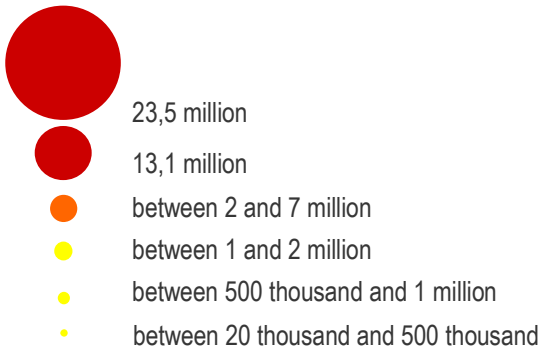 23,5 million
13,1 million
between 2 and 7 million
between 1 and 2 million
between 500 thousand and 1 million
between 20 thousand and 500 thousand